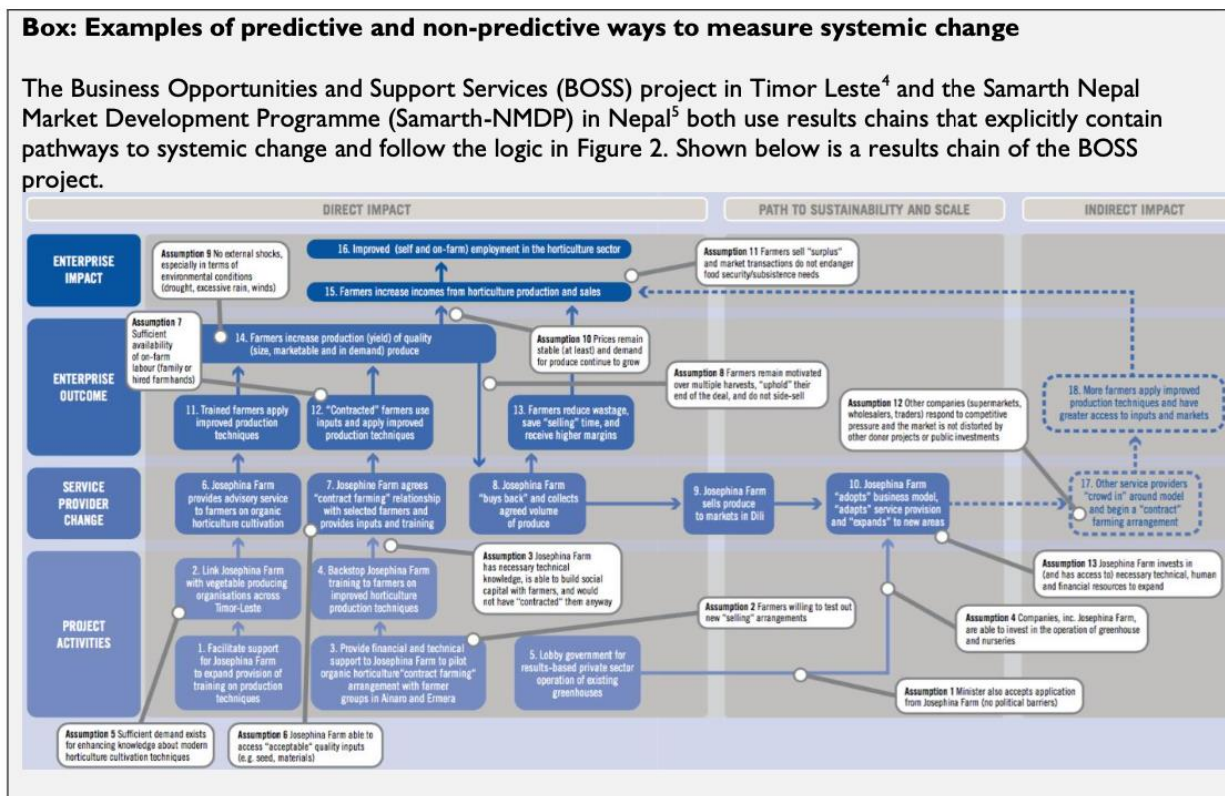 Box: Examples of predictive and non-predictive ways to measure systemic change
The Business Opportunities and Support Services (BOSS) project in Timor Leste4 and the Samarth Nepal
Market Development Programme (Samarth-NMDP) in Nepal5 both use results chains that explicitly contain
pathways to systemic change and follow the logic in Figure 2. Shown below is a results chain of the BOSS
project.
DIRECT IMPACT
PATH TO SUSTAINABILITY AND SCALE
INDIRECT IMPACT
ENTERPRISE
IMPACT
Assumption 9 No external shocks,
especially in terms of
environmental conditions
(drought, excessive rain, winds)
16. Improved (self and on-farm) employment in the horticulture sector
15. Farmers increase incomes from horticulture production and sales
Assumption 11 Farmers sell "surplus"
and market transactions do not endanger
food security/subsistence needs
ENTERPRISE
OUTCOME
Assumption 7
Sufficient
availability
of on-farm
labour (family or
hired farmhands)
14. Farmers increase production (yield) of quality
(size, marketable and in demand) produce
Assumption 10 Prices remain
stable (at least) and demand
for produce continue to grow
Assumption 8 Farmers remain motivated
over multiple harvests, "uphold" their
end of the deal, and do not side-sell
11. Trained farmers apply
improved production
techniques
12. "Contracted" farmers use
inputs and apply improved
production techniques
13. Farmers reduce wastage,
save "selling" time, and
receive higher margins
Assumption 12 Other companies (supermarkets,
wholesalers, traders) respond to competitive
pressure and the market is not distorted by
other donor projects or public investments
18. More farmers apply improved
production techniques and have
greater access to inputs and markets
SERVICE
PROVIDER
CHANGE
6. Josephina Farm
provides advisory service
to farmers on organic
horticulture cultivation
7. Josephine Farm agrees
"contract farming" relationship
with selected farmers and
provides inputs and training
8. Josephina Farm
"buys back" and collects
agreed volume
of produce
9. Josephina Farm
sells produce
to markets in Dili
10. Josephina Farm
"adopts" business model,
"adapts" service provision
and "expands" to new areas
17. Other service providers
"crowd in" around model
and begin a "contract"
farming arrangement
PROJECT
ACTIVITIES
2. Link Josephina Farm
with vegetable producing
organisations across
Timor-Leste
4. Backstop Josephina Farm
training to farmers on
improved horticulture
production techniques
Assumption 3 Josephina Farm
has necessary technical
knowledge, is able to build social
capital with farmers, and would
not have "contracted" them anyway
Assumption 2 Farmers willing to test out
new "selling" arrangements
Assumption 13 Josephina Farm invests in
(and has access to) necessary technical, human
and financial resources to expand
Assumption 4 Companies, inc. Josephina Farm,
are able to invest in the operation of greenhouse
and nurseries
1. Facilitate support
for Josephina Farm
to expand provision of
training on production
techniques
3. Provide financial and technical
support to Josephina Farm to pilot
organic horticulture"contract farming"
arrangement with farmer
groups in Ainaro and Ermera
5. Lobby government for
results-based private sector
operation of existing
greenhouses
Assumption 1 Minister also accepts application
from Josephina Farm (no political barriers)
Assumption 5 Sufficient demand exists
for enhancing knowledge about modern
horticulture cultivation techniques
Assumption 6 Josephina Farm able to
access "acceptable" quality inputs
(e.g. seed, materials)